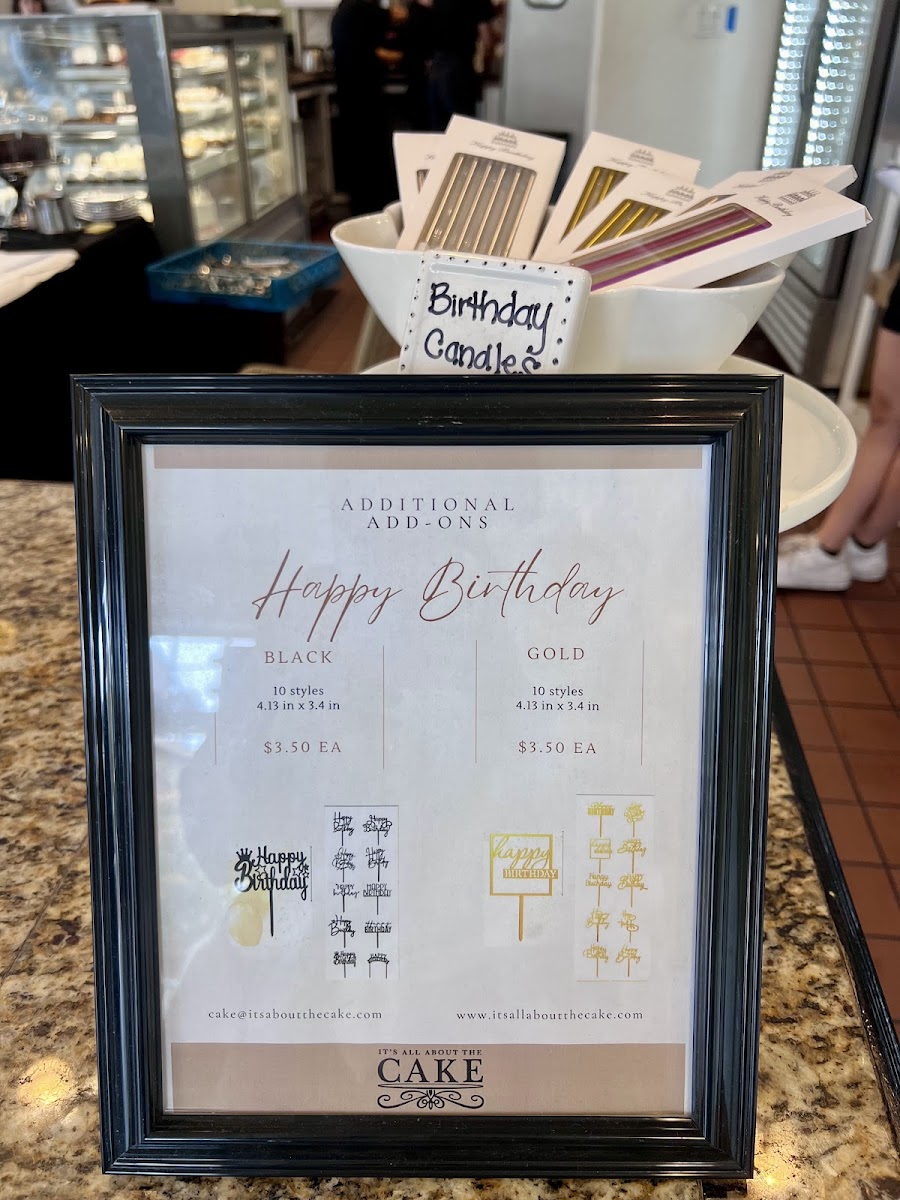 Happy Birthday
Birthday
Candles
ADDITIONAL
ADD-ONS
Happy Birthday
BLACK
10 styles
4.13 in x 3.4 in
$3.50 EA
GOLD
10 styles
4.13 in x 3.4 in
$3.50 EA
Happy
Birthday
happy
BIRTHDAY
cake@itsaboutthecake.com
www.itsallaboutthecake.com
IT'S ALL ABOUT THE
CAKE